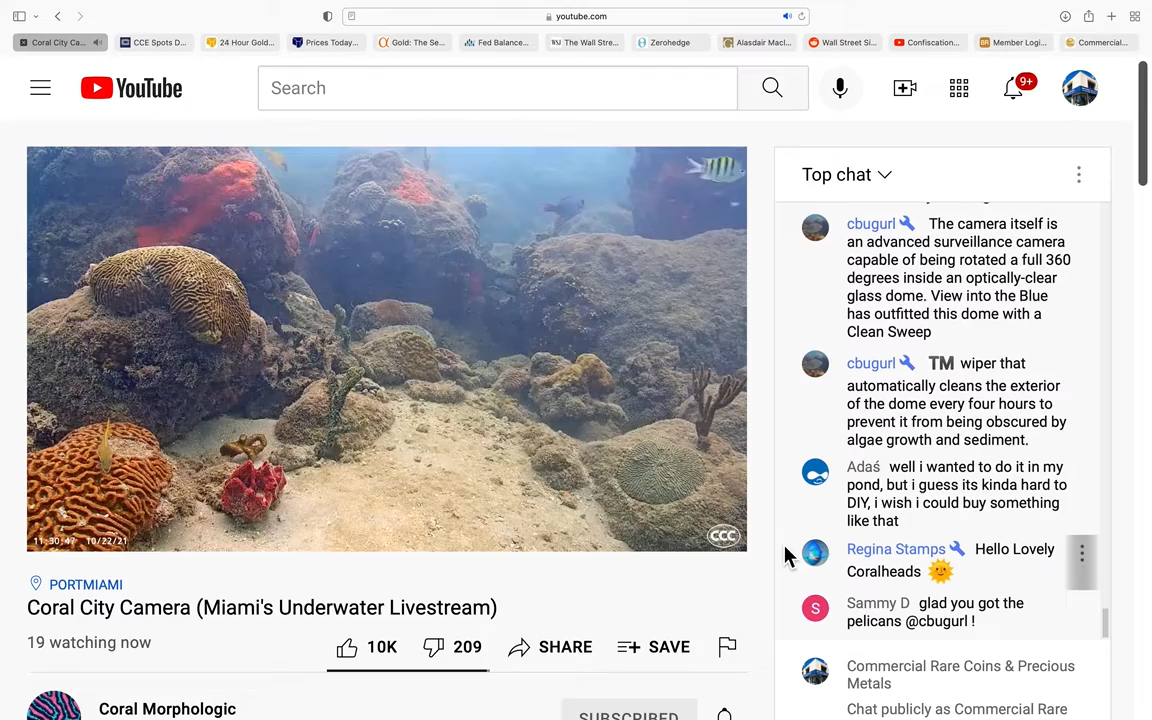 youtube.com
Coral City Ca...
CCE Spots D...
24 Hour Gold...
Prices Today...
Gold: The Se...
Fed Balance...
The Wall Stre...
Zerohedge
Alasdair Macl...
Wall Street Si...
Confiscation...
Member Logi...
Commercial...
YouTube
Search
9+
Top chat
cbugurl The camera itself is
an advanced surveillance camera
capable of being rotated a full 360
degrees inside an optically-clear
glass dome. View into the Blue
has outfitted this dome with a
Clean Sweep
cbugurl TM wiper that
automatically cleans the exterior
of the dome every four hours to
prevent it from being obscured by
algae growth and sediment.
Adaś well i wanted to do it in my
pond, but i guess its kinda hard to
DIY, i wish i could buy something
like that
Regina Stamps Hello Lovely
Coralheads
S
Sammy D glad you got the
pelicans @cbugurl !
Commercial Rare Coins & Precious
Metals
Chat publicly as Commercial Rare
11:30:47 10/22/21
CCC
PORTMIAMI
Coral City Camera (Miami's Underwater Livestream)
19 watching now
10K
209
SHARE
SAVE
Coral Morphologic
SUBSCRIBED